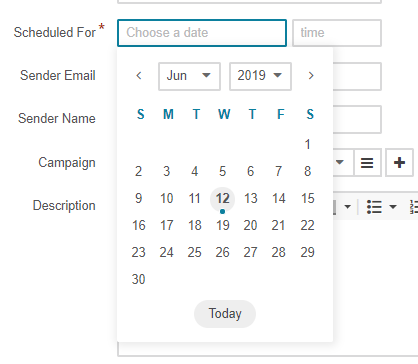 Scheduled For * Choose a date time
Sender Email
Sender Name
Campaign
Description
Jun 2019
S M T W T F S
1
2 3 4 5 6 7 8
9 10 11 12 13 14 15
16 17 18 19 20 21 22
23 24 25 26 27 28 29
30
Today